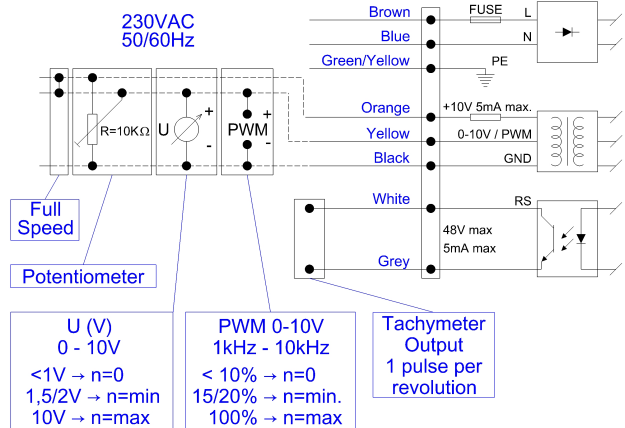 230VAC
50/60Hz
Brown
FUSE
L
Blue
N
Green/Yellow
PE
Orange
+10V 5mA max.
R=10KΩ
U
+
-
PWM
+
-
Yellow
0-10V / PWM
Black
GND
White
RS
48V max
5mA max
Grey
Full
Speed
Potentiometer
U (V)
0 - 10V
<1V → n=0
1,5/2V → n=min
10V → n=max
PWM 0-10V
1kHz - 10kHz
< 10% → n=0
15/20% → n=min.
100% → n=max
Tachymeter
Output
1 pulse per
revolution